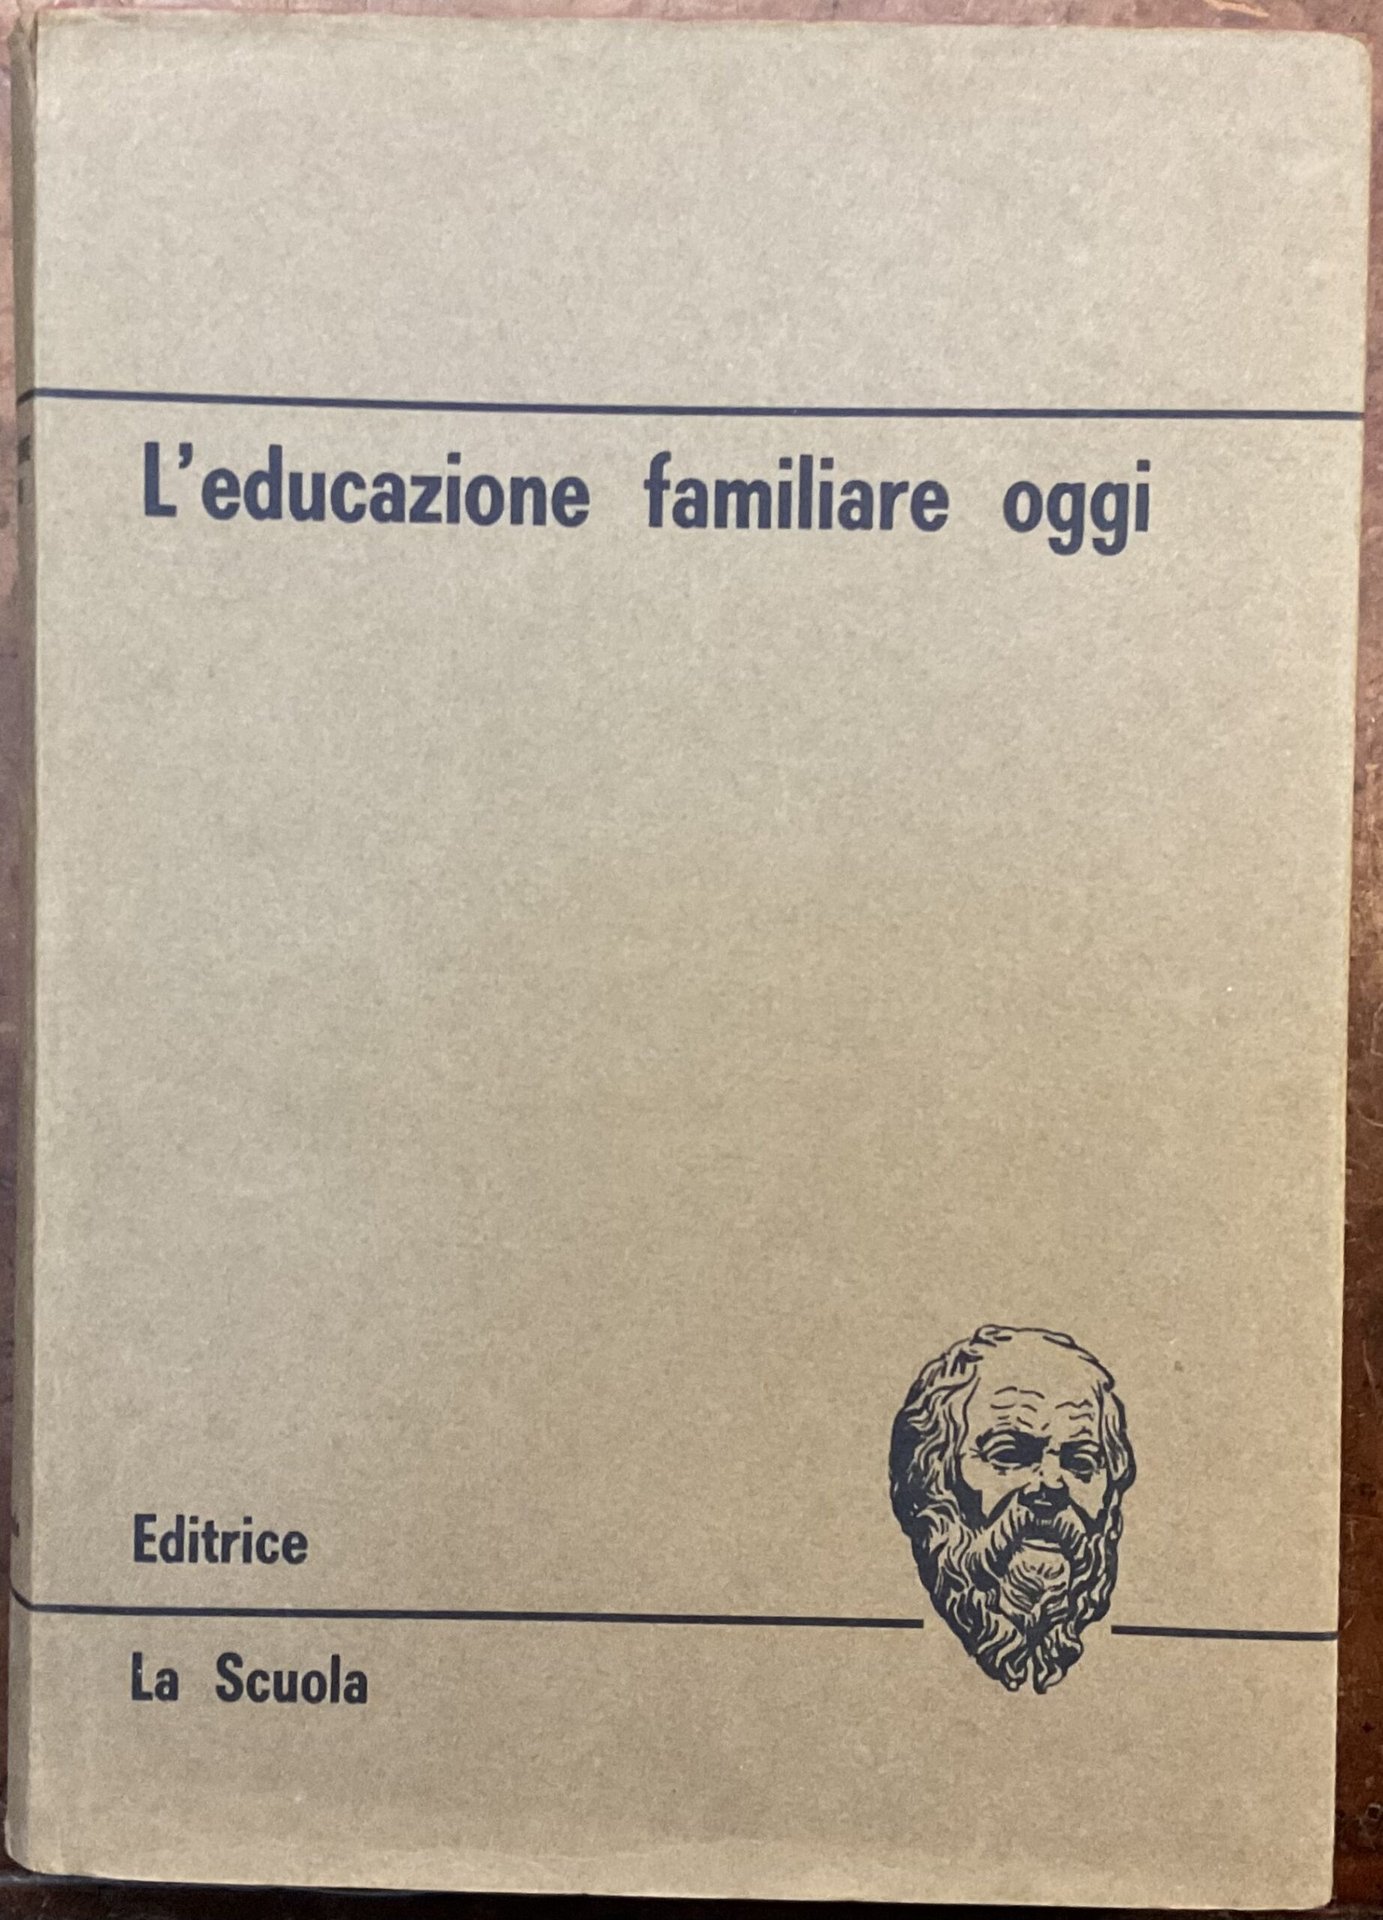 L'educazione familiare oggi
Editrice
La Scuola